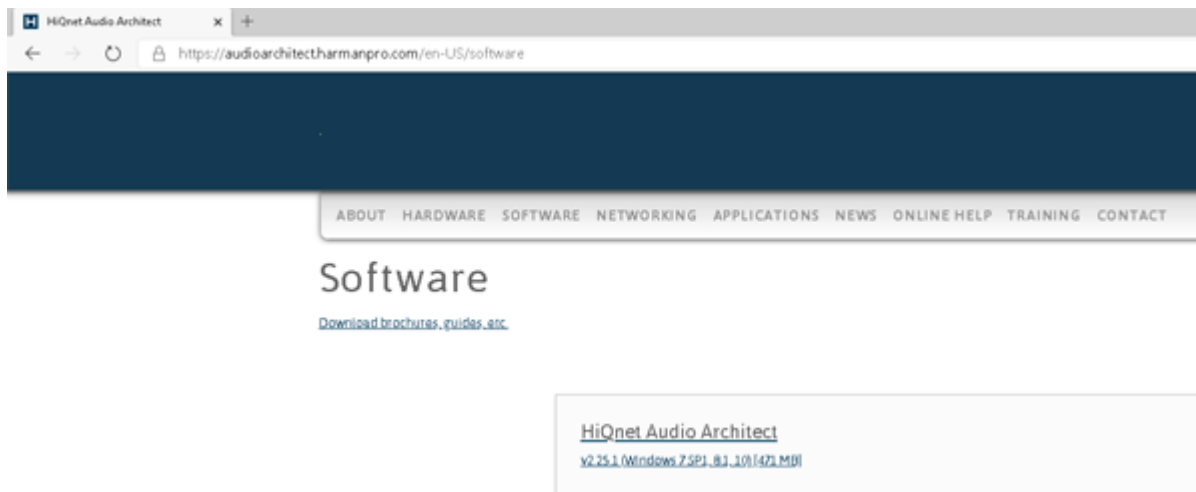 HiQnet Audio Architect
https://audioarchitect.harmanpro.com/en-US/software
ABOUT HARDWARE SOFTWARE NETWORKING APPLICATIONS NEWS ONLINE HELP TRAINING CONTACT
Software
Download brochures, guides, etc.
HiQnet Audio Architect
v2.25.1 (Windows 7 SP1, 8.1, 10) [471 MB]